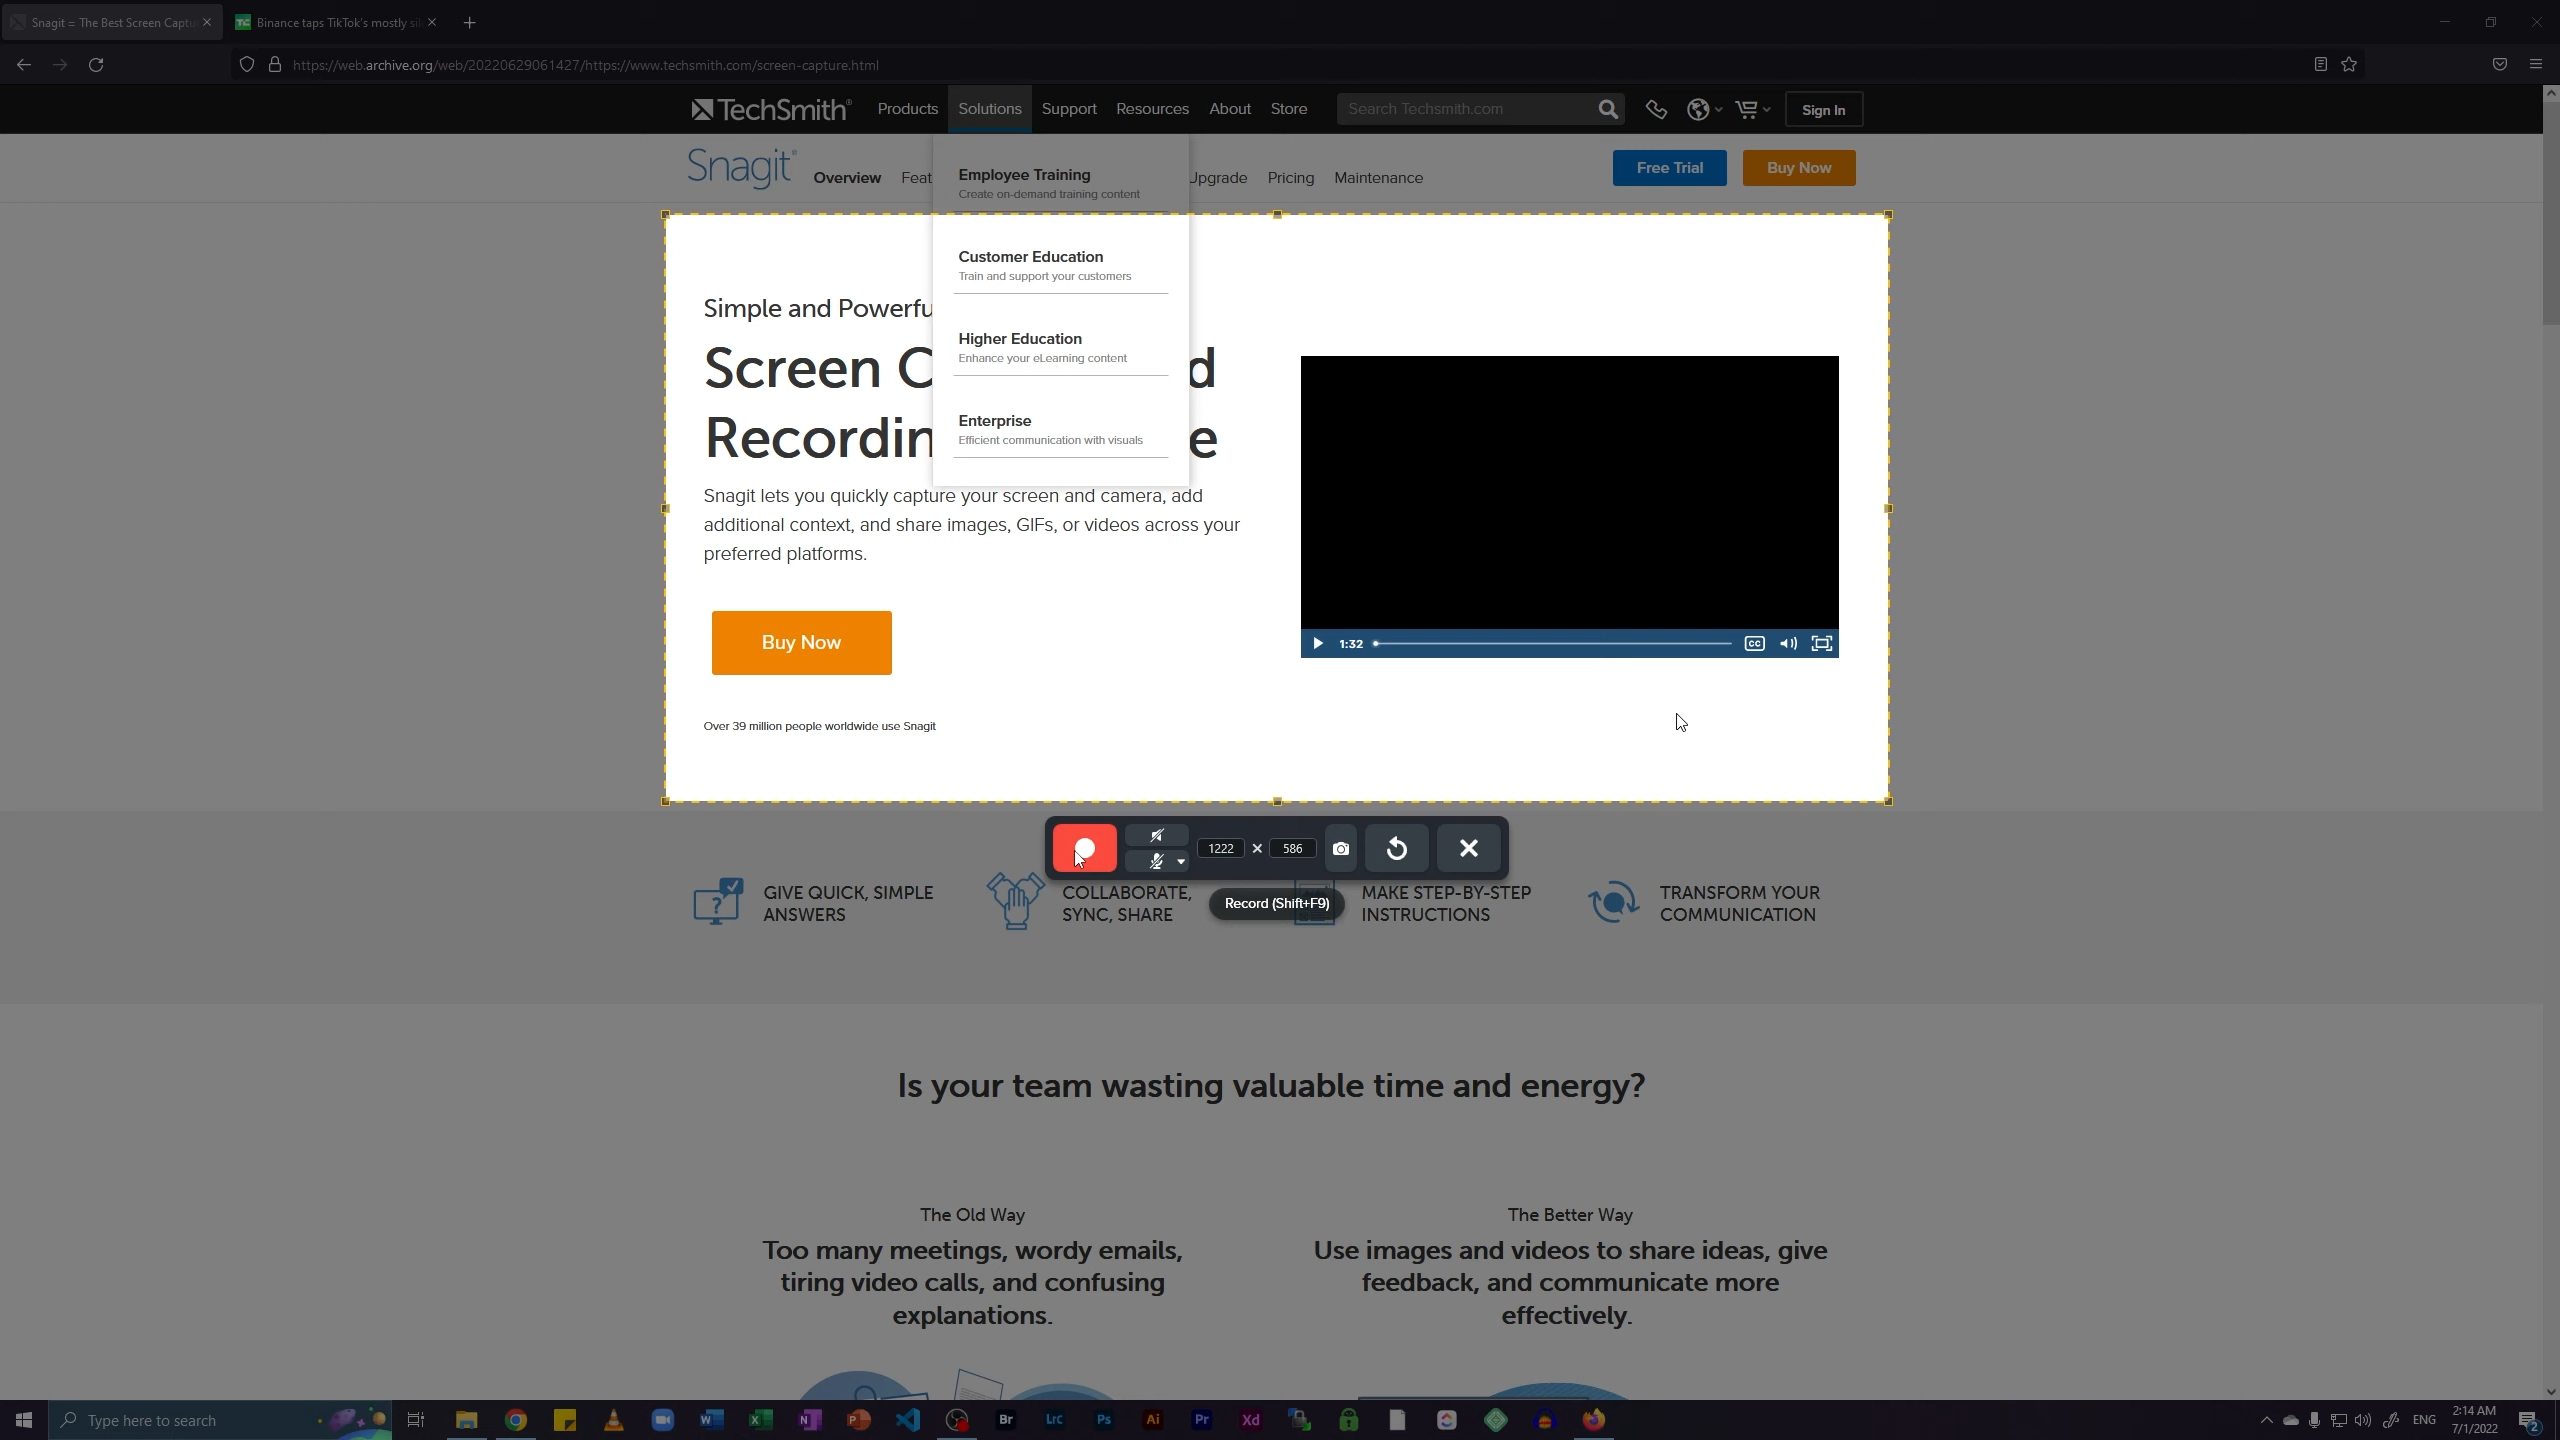 Snagit = The Best Screen Captu
Binance taps TikTok's mostly sil
https://web.archive.org/web/20220629061427/https://www.techsmith.com/screen-capture.html
TechSmith
Products
Solutions
Support
Resources
About
Store
Search Techsmith.com
Sign In
Snagit
Overview
Feat
Upgrade
Pricing
Maintenance
Free Trial
Buy Now
Employee Training
Create on-demand training content
Customer Education
Train and support your customers
Higher Education
Enhance your eLearning content
Enterprise
Efficient communication with visuals
Simple and Powerfu
Screen C d
Recordin e
Snagit lets you quickly capture your screen and camera, add
additional context, and share images, GIFs, or videos across your
preferred platforms.
Buy Now
Over 39 million people worldwide use Snagit
1:32
CC
1222 × 586
Record (Shift+F9)
GIVE QUICK, SIMPLE
ANSWERS
COLLABORATE,
SYNC, SHARE
MAKE STEP-BY-STEP
INSTRUCTIONS
TRANSFORM YOUR
COMMUNICATION
Is your team wasting valuable time and energy?
The Old Way
Too many meetings, wordy emails,
tiring video calls, and confusing
explanations.
The Better Way
Use images and videos to share ideas, give
feedback, and communicate more
effectively.
Type here to search
Br
LrC
Ps
Ai
Pr
Xd
ENG
2:14 AM
7/1/2022
2